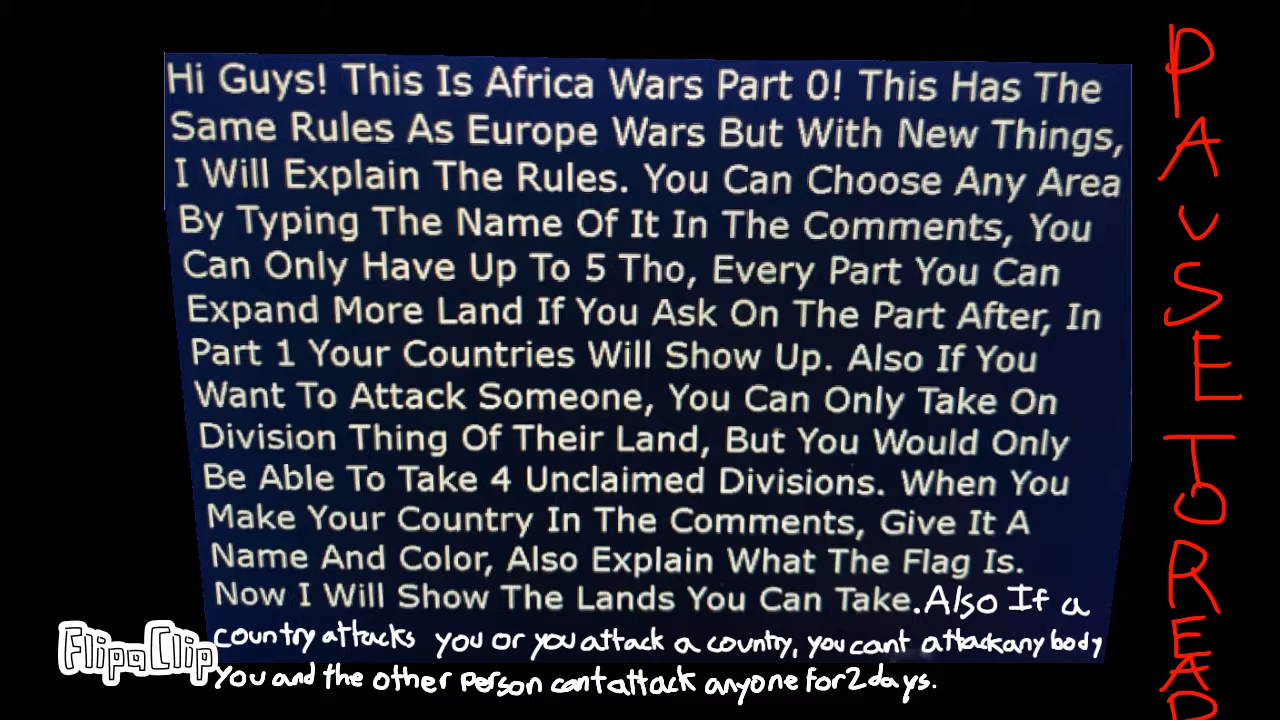 Hi Guys! This Is Africa Wars Part 0! This Has The
Same Rules As Europe Wars But With New Things,
I Will Explain The Rules. You Can Choose Any Area
By Typing The Name Of It In The Comments, You
Can Only Have Up To 5 Tho, Every Part You Can
Expand More Land If You Ask On The Part After, In
Part 1 Your Countries Will Show Up. Also If You
Want To Attack Someone, You Can Only Take On
Division Thing Of Their Land, But You Would Only
Be Able To Take 4 Unclaimed Divisions. When You
Make Your Country In The Comments, Give It A
Name And Color, Also Explain What The Flag Is.
Now I Will Show The Lands You Can Take.Also If a
country attacks you or you attack a country, you cant attack any body
You and the other person cant attack anyone for 2 days.
FlipaClip
PAUSE TO READ